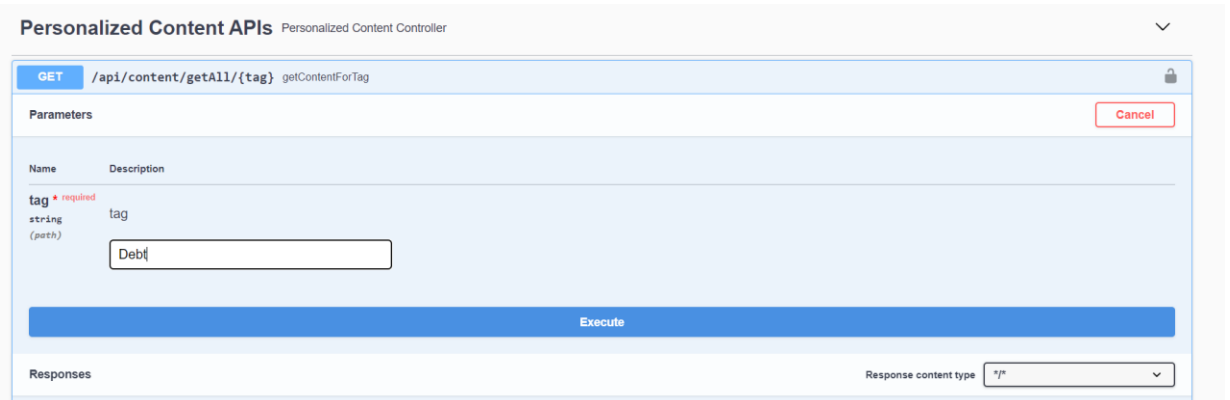 Personalized Content APIs Personalized Content Controller
GET /api/content/getAll/{tag} getContentForTag
Parameters
Cancel
Name Description
tag * required
string
(path)
tag
Debt
Execute
Responses
Response content type */*